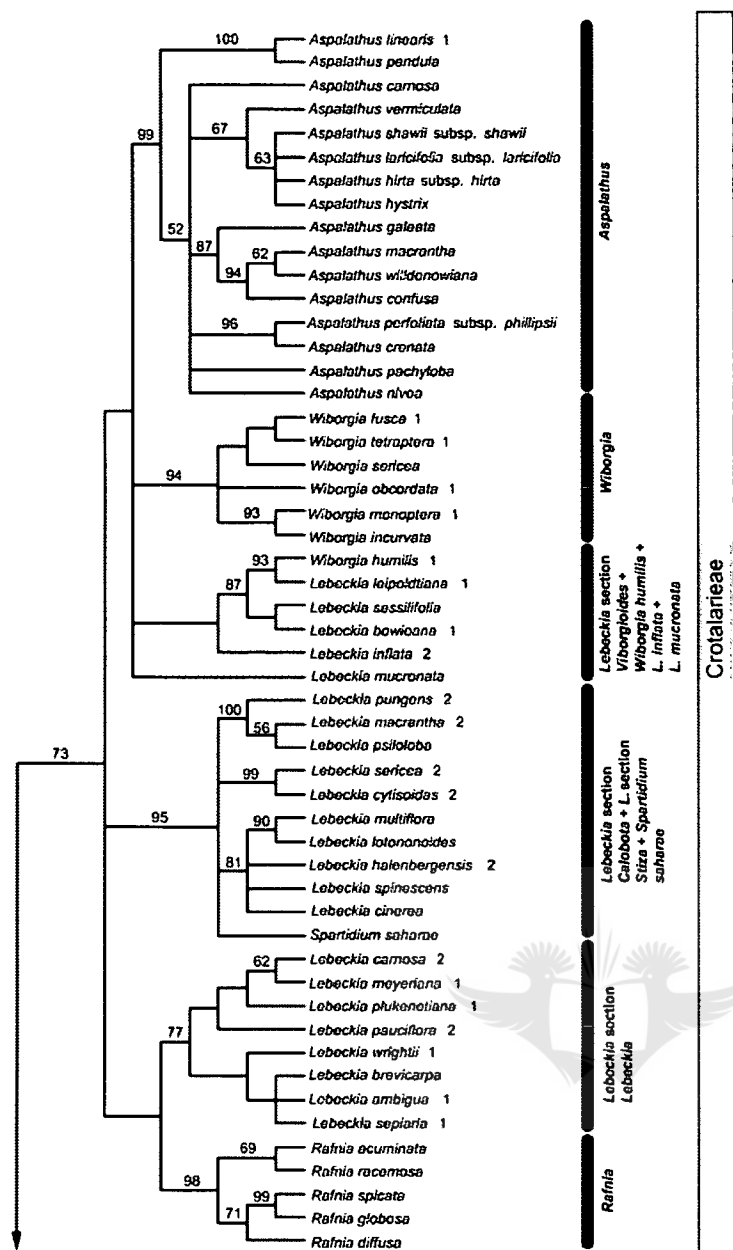 100
Aspalathus linearis 1
Aspalathus pendula
Aspalathus carnosa
99
67
Aspalathus vermiculata
Aspalathus shawii subsp. shawii
63
Aspalathus laricifolia subsp. laricifolia
Aspalathus hirta subsp. hirta
Aspalathus hystrix
52
87
Aspalathus galeata
62
Aspalathus macrantha
94
Aspalathus willdenowiana
Aspalathus confusa
96
Aspalathus perfoliata subsp. phillipsii
Aspalathus crenata
Aspalathus pachyloba
Aspalathus nivea
Aspalathus
Wiborgia fusca 1
Wiborgia tetraptera 1
Wiborgia sericea
94
Wiborgia obcordata 1
93
Wiborgia monoptera 1
Wiborgia incurvata
Wiborgia
93
Wiborgia humilis 1
87
Lebeckia leipoldtiana 1
Lebeckia sessilifolia
Lebeckia bowieana 1
Lebeckia inflata 2
Lebeckia mucronata
Lebeckia section
Viborgioides +
Wiborgia humilis +
L. inflata +
L. mucronata
73
100
Lebeckia pungens 2
56
Lebeckia macrantha 2
Lebeckia psiloloba
99
Lebeckia sericea 2
Lebeckia cytisoides 2
95
90
Lebeckia multiflora
Lebeckia lotononoides
81
Lebeckia halenbergensis 2
Lebeckia spinescens
Lebeckia cinerea
Spartidium saharae
Lebeckia section
Calobota + L. section
Stiza + Spartidium
saharae
62
Lebeckia carnosa 2
Lebeckia meyeriana 1
Lebeckia plukenetiana 1
77
Lebeckia pauciflora 2
Lebeckia wrightii 1
Lebeckia brevicarpa
Lebeckia ambigua 1
Lebeckia sepiaria 1
Lebeckia section
Lebeckia
69
Rafnia acuminata
Rafnia racemosa
98
99
Rafnia spicata
71
Rafnia globosa
Rafnia diffusa
Rafnia
Crotalarieae